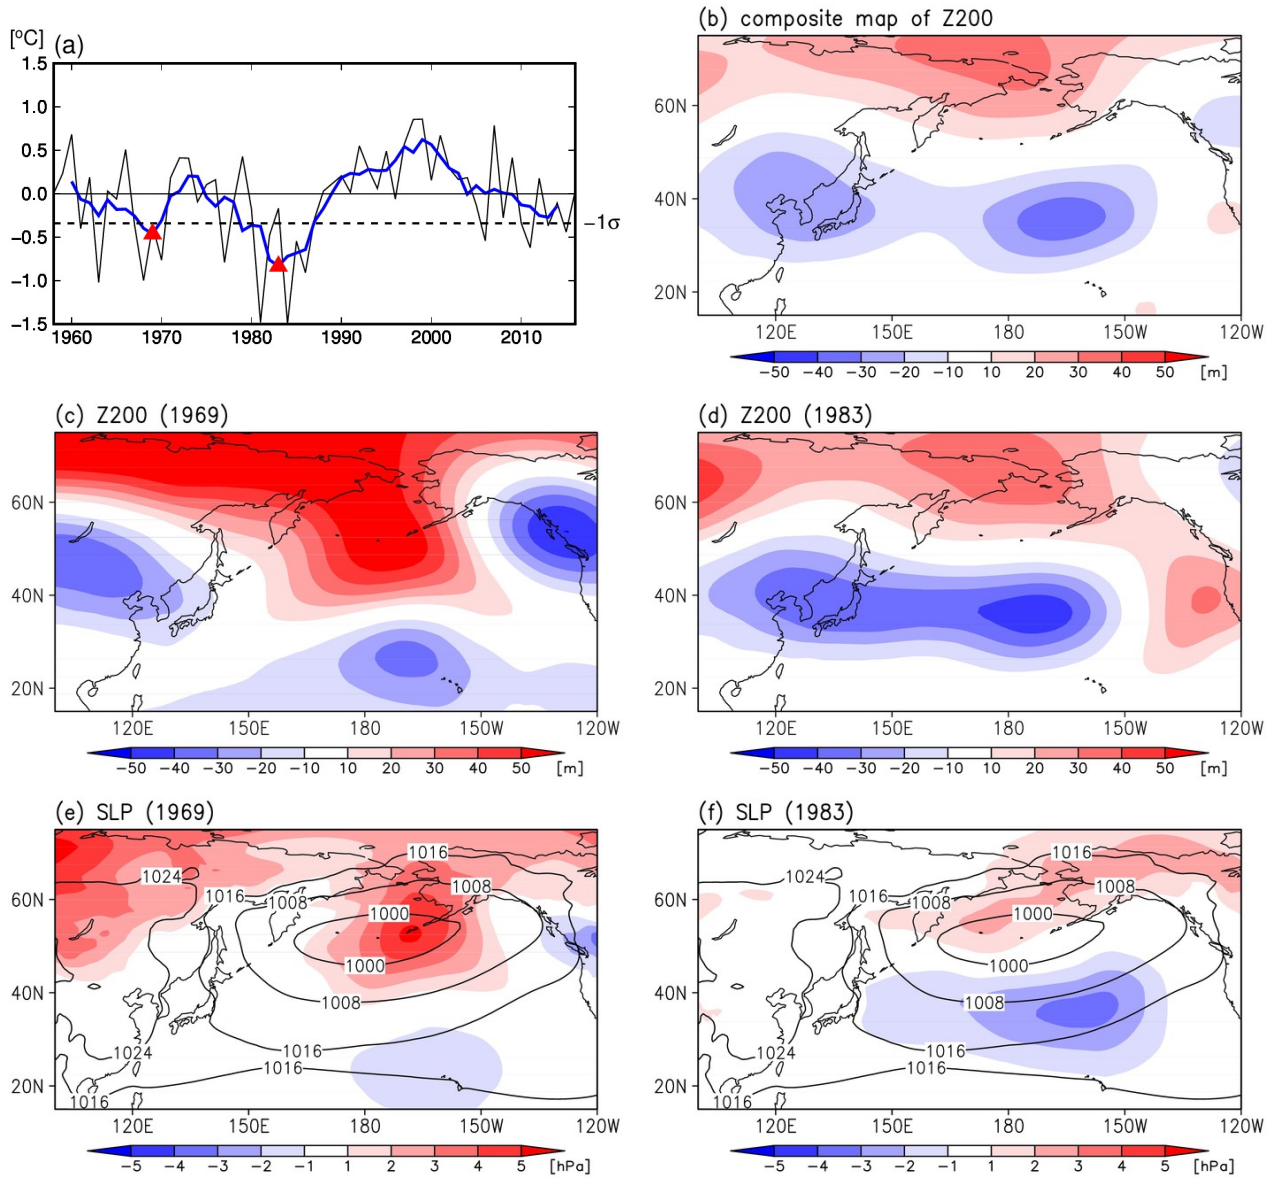 [°C] (a)
1.5
1.0
0.5
0.0
−0.5
−1.0
−1.5
−1σ
1960 1970 1980 1990 2000 2010
(b) composite map of Z200
60N
40N
20N
120E 150E 180 150W 120W
−50 −40 −30 −20 −10 10 20 30 40 50 [m]
(c) Z200 (1969)
60N
40N
20N
120E 150E 180 150W 120W
−50 −40 −30 −20 −10 10 20 30 40 50 [m]
(d) Z200 (1983)
60N
40N
20N
120E 150E 180 150W 120W
−50 −40 −30 −20 −10 10 20 30 40 50 [m]
(e) SLP (1969)
1016
1024
1016 1008 1008
1000
1000
1008
1024 1016
1016
1016
60N
40N
20N
120E 150E 180 150W 120W
−5 −4 −3 −2 −1 1 2 3 4 5 [hPa]
(f) SLP (1983)
1016
1024
1016 1008 1008
1000
1000
1008
1024 1016
1016
1016
60N
40N
20N
120E 150E 180 150W 120W
−5 −4 −3 −2 −1 1 2 3 4 5 [hPa]